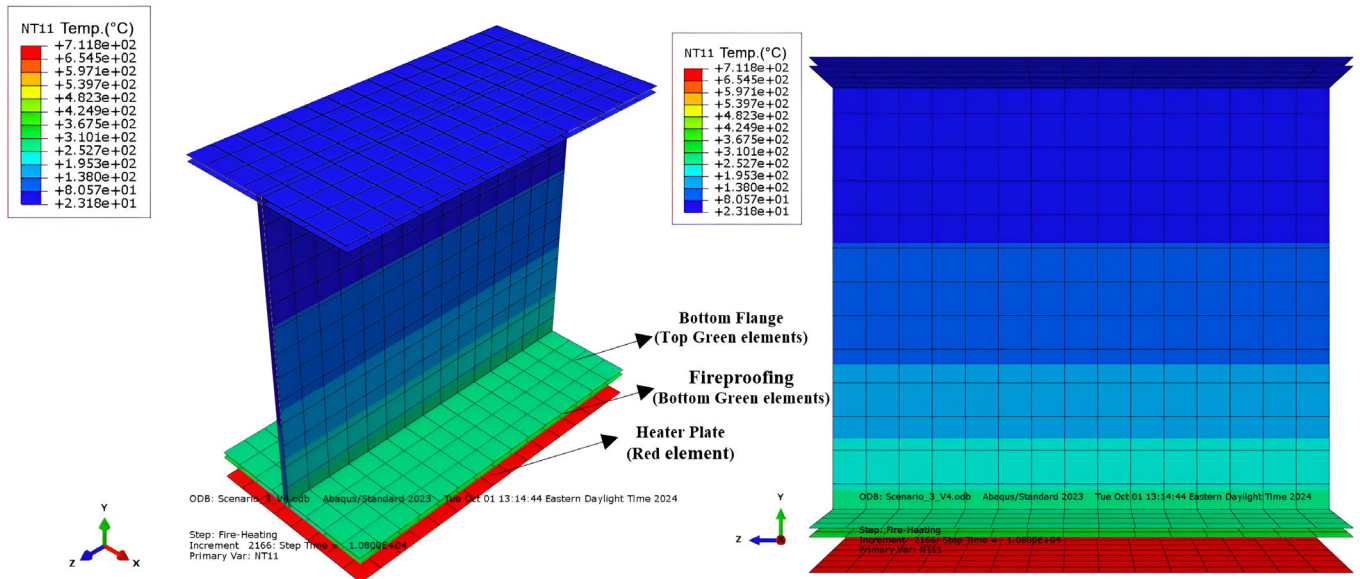 NT11 Temp.(°C)
+7.118e+02
+6.545e+02
+5.971e+02
+5.397e+02
+4.823e+02
+4.249e+02
+3.675e+02
+3.101e+02
+2.527e+02
+1.953e+02
+1.380e+02
+8.057e+01
+2.318e+01
Bottom Flange
(Top Green elements)
Fireproofing
(Bottom Green elements)
Heater Plate
(Red element)
ODB: Scenario_3_V4.odb Abaqus/Standard 2023 Tue Oct 01 13:14:44 Eastern Daylight Time 2024
Step: Fire-Heating
Increment 2166: Step Time = 1.0800E+04
Primary Var: NT11
Y
Z
X
NT11 Temp.(°C)
+7.118e+02
+6.545e+02
+5.971e+02
+5.397e+02
+4.823e+02
+4.249e+02
+3.675e+02
+3.101e+02
+2.527e+02
+1.953e+02
+1.380e+02
+8.057e+01
+2.318e+01
ODB: Scenario_3_V4.odb Abaqus/Standard 2023 Tue Oct 01 13:14:44 Eastern Daylight Time 2024
Step: Fire-Heating
Increment 2166: Step Time = 1.0800E+04
Primary Var: NT11
Y
Z
X